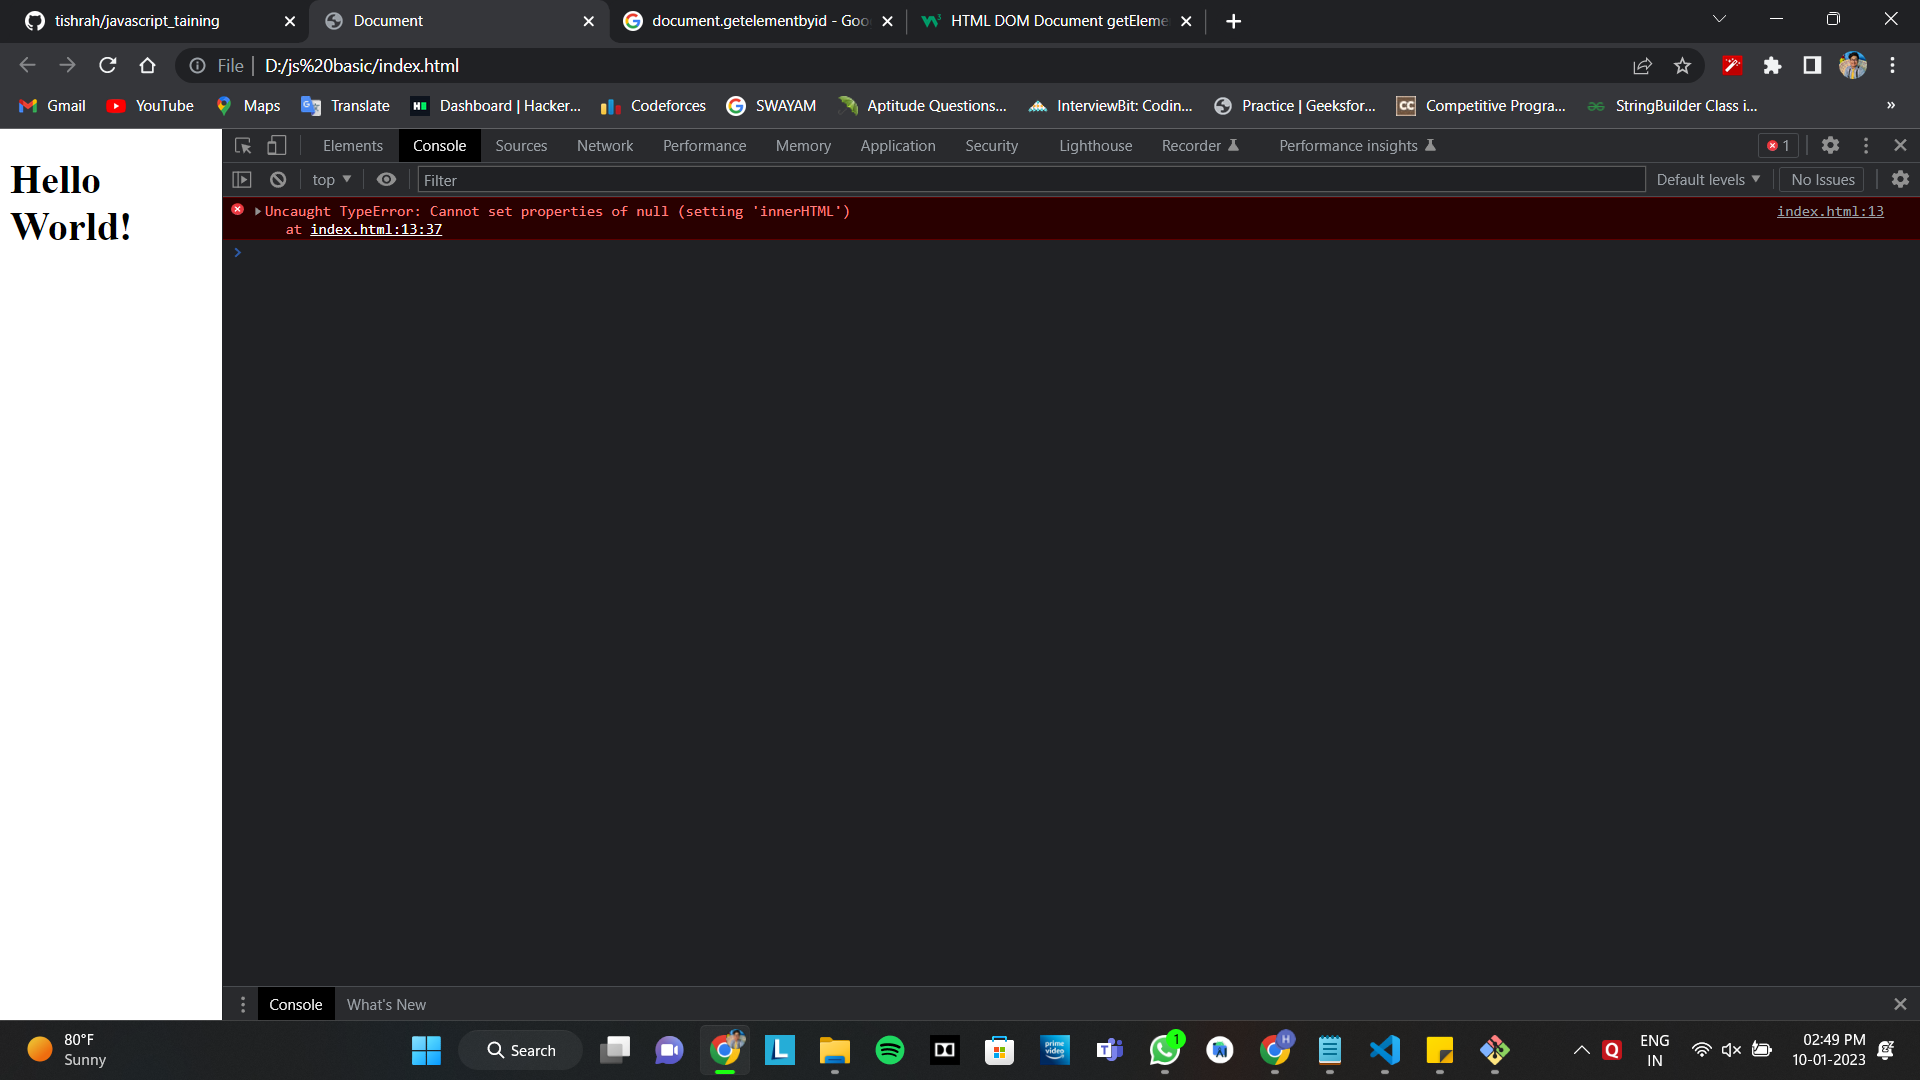 tishrah/javascript_taining
Document
document.getelementbyid - Goo
HTML DOM Document getEleme
File
D:/js%20basic/index.html
Gmail
YouTube
Maps
Translate
Dashboard | Hacker...
Codeforces
SWAYAM
Aptitude Questions...
InterviewBit: Codin...
Practice | Geeksfor...
CC
Competitive Progra...
StringBuilder Class i...
»
Hello
World!
Elements
Console
Sources
Network
Performance
Memory
Application
Security
Lighthouse
Recorder
Performance insights
1
top
Filter
Default levels
No Issues
Uncaught TypeError: Cannot set properties of null (setting 'innerHTML')
index.html:13
at index.html:13:37
Console
What's New
80°F
Sunny
Search
L
prime
video
1
H
Q
ENG
IN
02:49 PM
10-01-2023